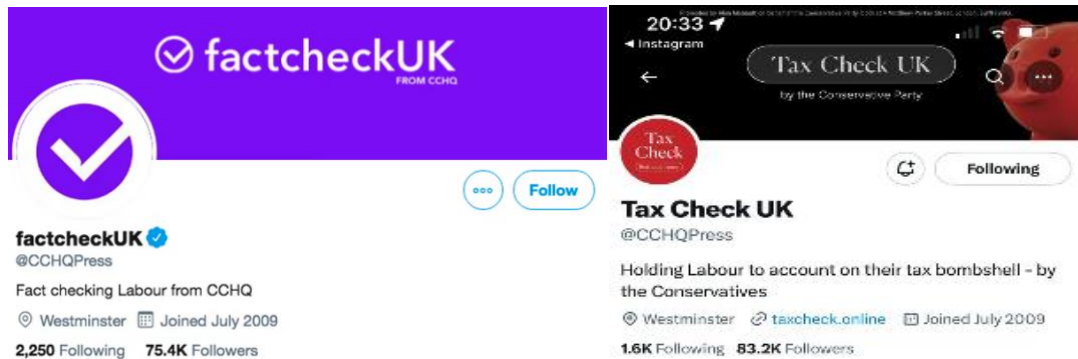 factcheckUK
FROM CCHQ
Follow
factcheckUK
@CCHQPress
Fact checking Labour from CCHQ
Westminster Joined July 2009
2,250 Following 75.4K Followers
20:33
Instagram
Tax Check UK
by the Conservative Party
Tax
Check
Following
Tax Check UK
@CCHQPress
Holding Labour to account on their tax bombshell - by
the Conservatives
Westminster taxcheck.online Joined July 2009
1.6K Following 83.2K Followers